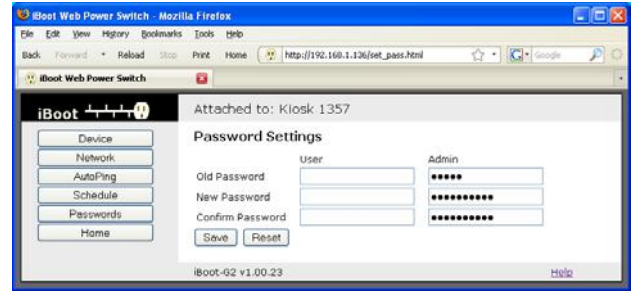 iBoot Web Power Switch - Mozilla Firefox
File Edit View History Bookmarks Tools Help
Back Forward Reload Stop Print Home http://192.168.1.136/set_pass.html Google
iBoot Web Power Switch
iBoot
Attached to: Kiosk 1357
Device
Network
AutoPing
Schedule
Passwords
Home
Password Settings
User Admin
Old Password •••••
New Password ••••••••••
Confirm Password ••••••••••
Save Reset
iBoot-G2 v1.00.23 Help